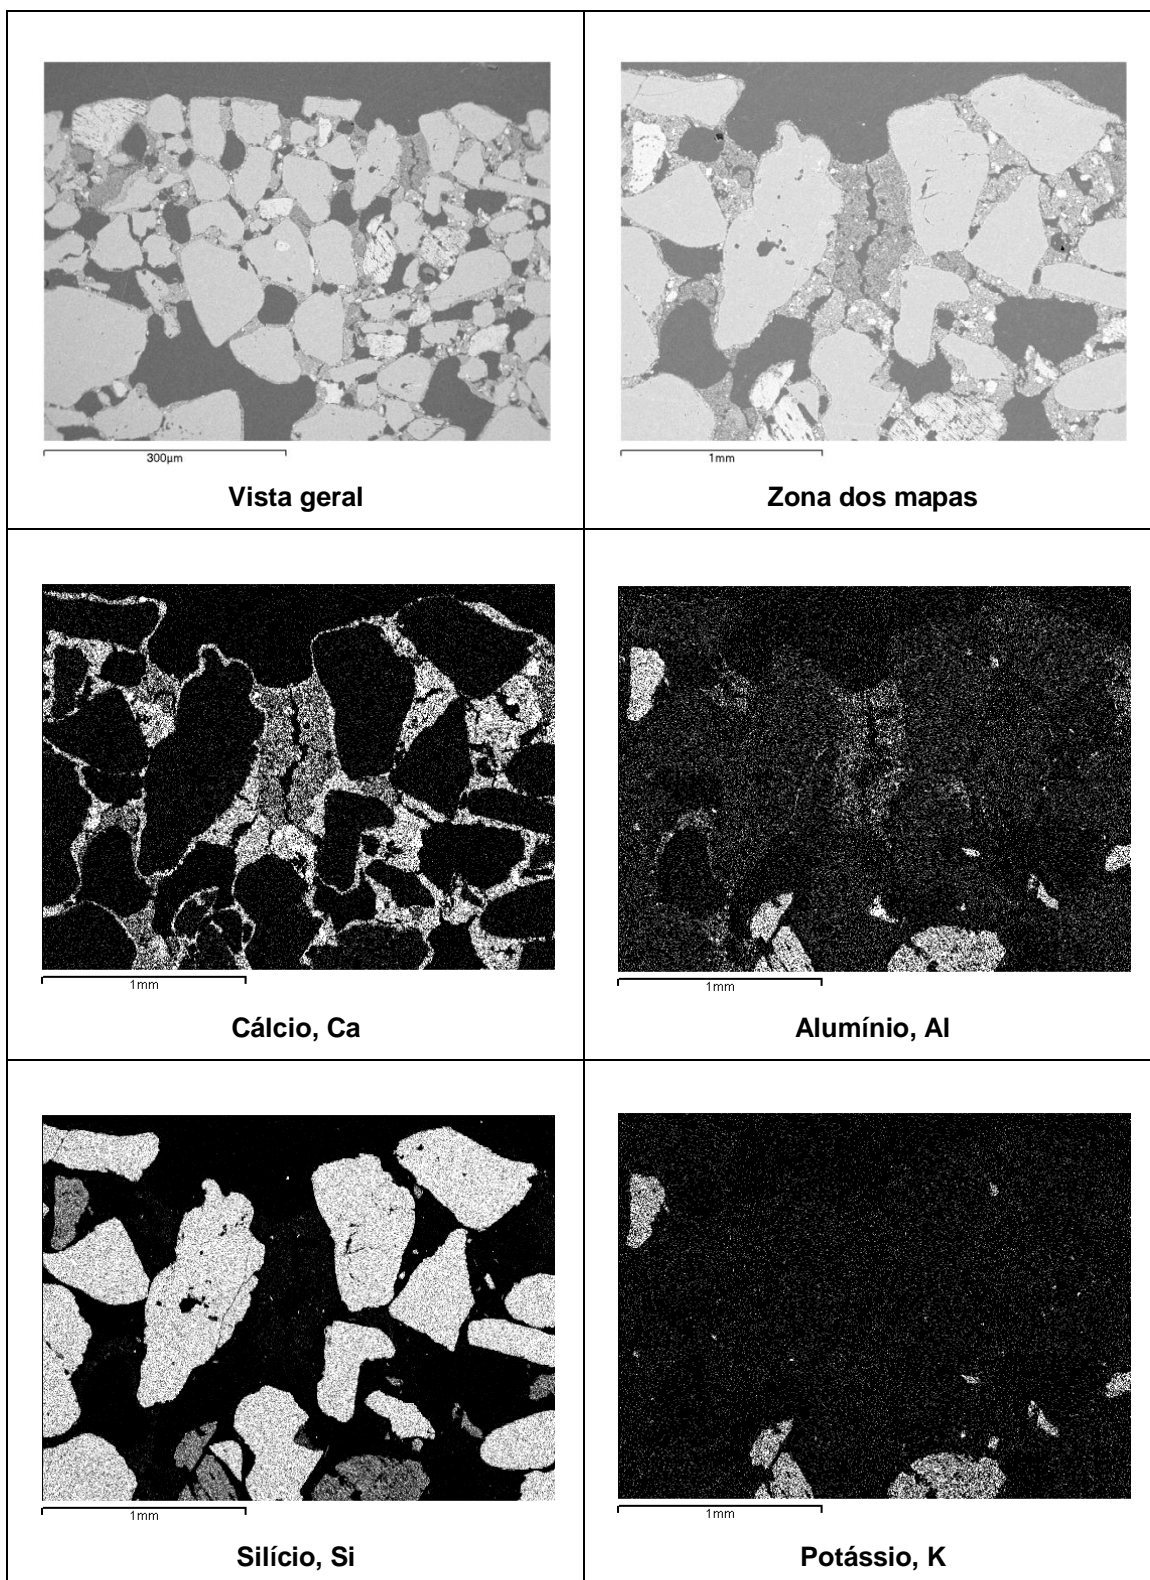 300µm
1mm
Vista geral
Zona dos mapas
1mm
1mm
Cálcio, Ca
Alumínio, Al
1mm
1mm
Silício, Si
Potássio, K